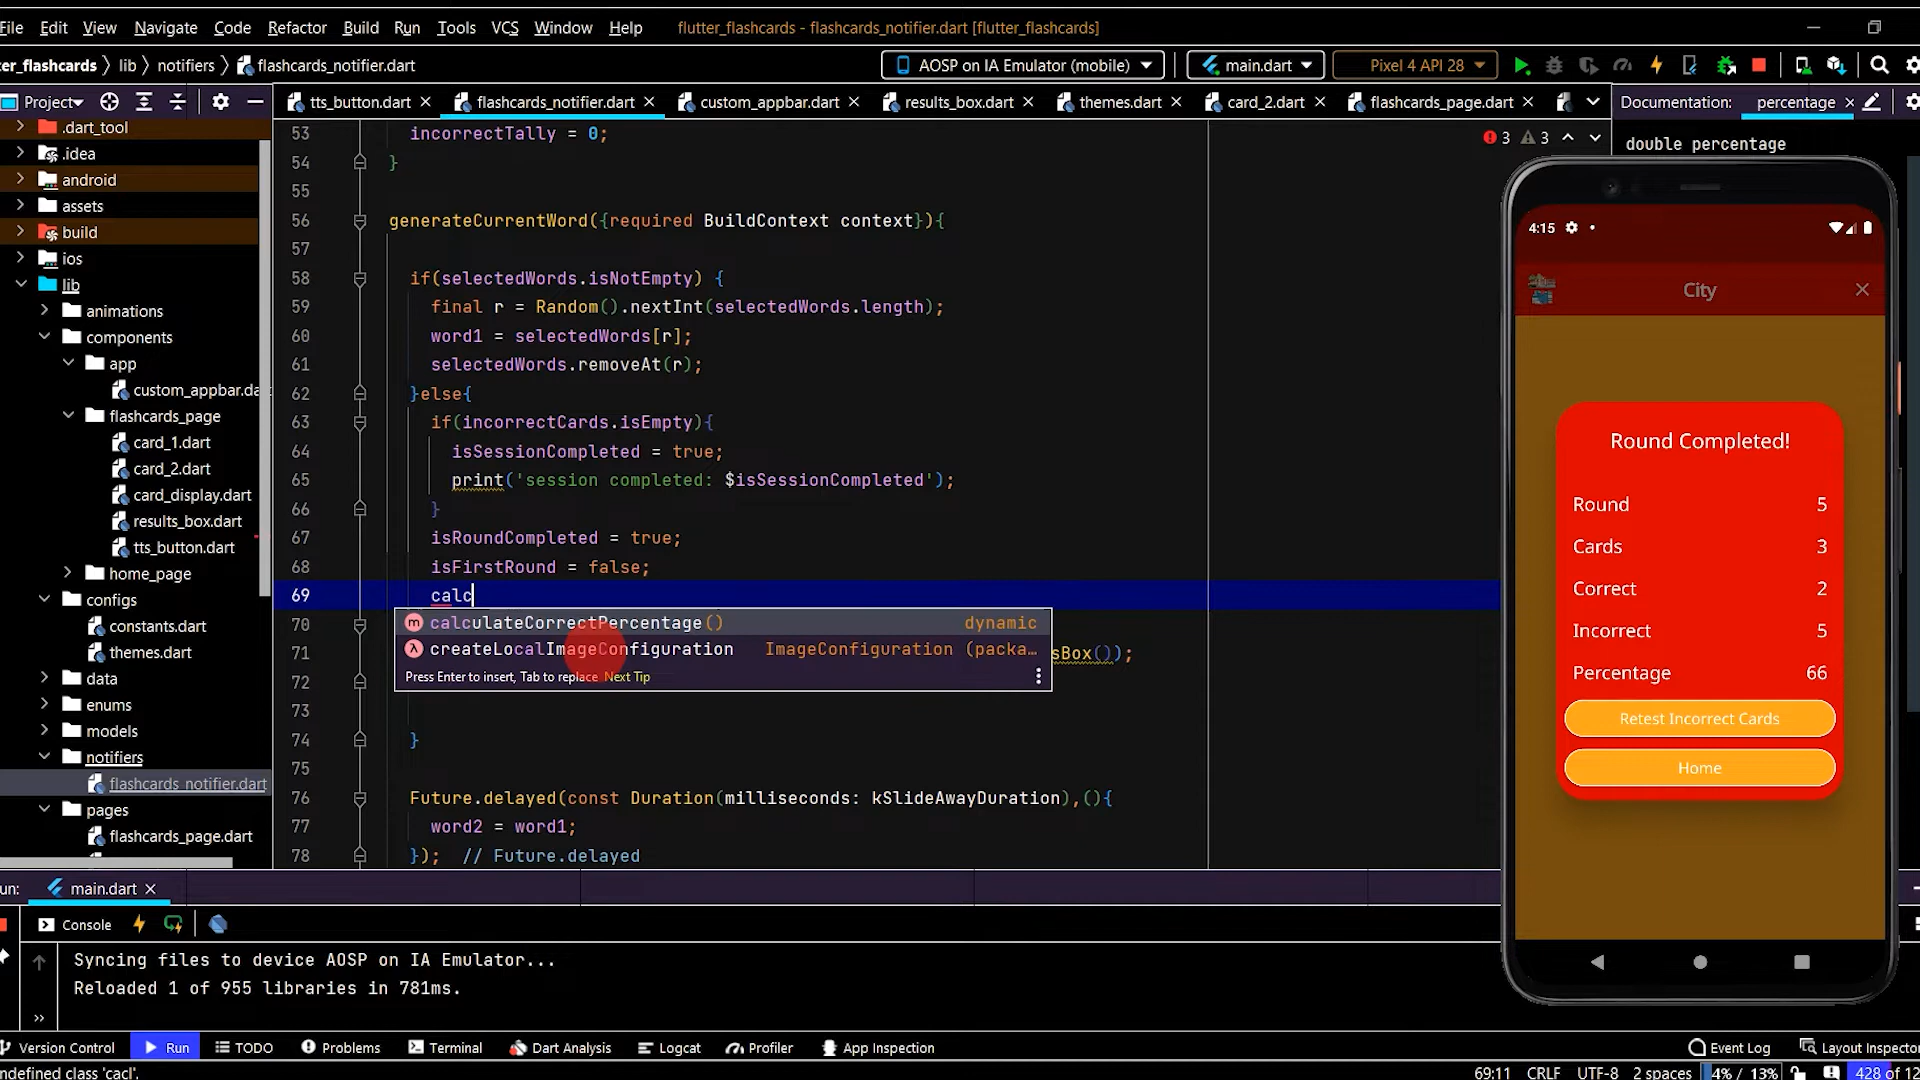 File Edit View Navigate Code Refactor Build Run Tools VCS Window Help flutter_flashcards - flashcards_notifier.dart [flutter_flashcards]
ter_flashcards lib notifiers flashcards_notifier.dart AOSP on IA Emulator (mobile) main.dart Pixel 4 API 28
Project tts_button.dart flashcards_notifier.dart custom_appbar.dart results_box.dart themes.dart card_2.dart flashcards_page.dart Documentation: percentage
.dart_tool
.idea
android
assets
build
ios
lib
animations
components
app
custom_appbar.da
flashcards_page
card_1.dart
card_2.dart
card_display.dart
results_box.dart
tts_button.dart
home_page
configs
constants.dart
themes.dart
data
enums
models
notifiers
flashcards_notifier.dart
pages
flashcards_page.dart
3 3
53 incorrectTally = 0;
54 }
55
56 generateCurrentWord({required BuildContext context}){
57
58 if(selectedWords.isNotEmpty) {
59 final r = Random().nextInt(selectedWords.length);
60 word1 = selectedWords[r];
61 selectedWords.removeAt(r);
62 }else{
63 if(incorrectCards.isEmpty){
64 isSessionCompleted = true;
65 print('session completed: $isSessionCompleted');
66 }
67 isRoundCompleted = true;
68 isFirstRound = false;
69 calc
calculateCorrectPercentage() dynamic
createLocalImageConfiguration ImageConfiguration (packa...
Press Enter to insert, Tab to replace Next Tip
70
71 sBox());
72
73
74 }
75
76 Future.delayed(const Duration(milliseconds: kSlideAwayDuration),(){
77 word2 = word1;
78 }); // Future.delayed
double percentage
4:15
City
Round Completed!
Round 5
Cards 3
Correct 2
Incorrect 5
Percentage 66
Retest Incorrect Cards
Home
un: main.dart
Console
Syncing files to device AOSP on IA Emulator...
Reloaded 1 of 955 libraries in 781ms.
Version Control Run TODO Problems Terminal Dart Analysis Logcat Profiler App Inspection Event Log Layout Inspector
ndefined class 'cacl'. 69:11 CRLF UTF-8 2 spaces 4% / 13% 428 of 12